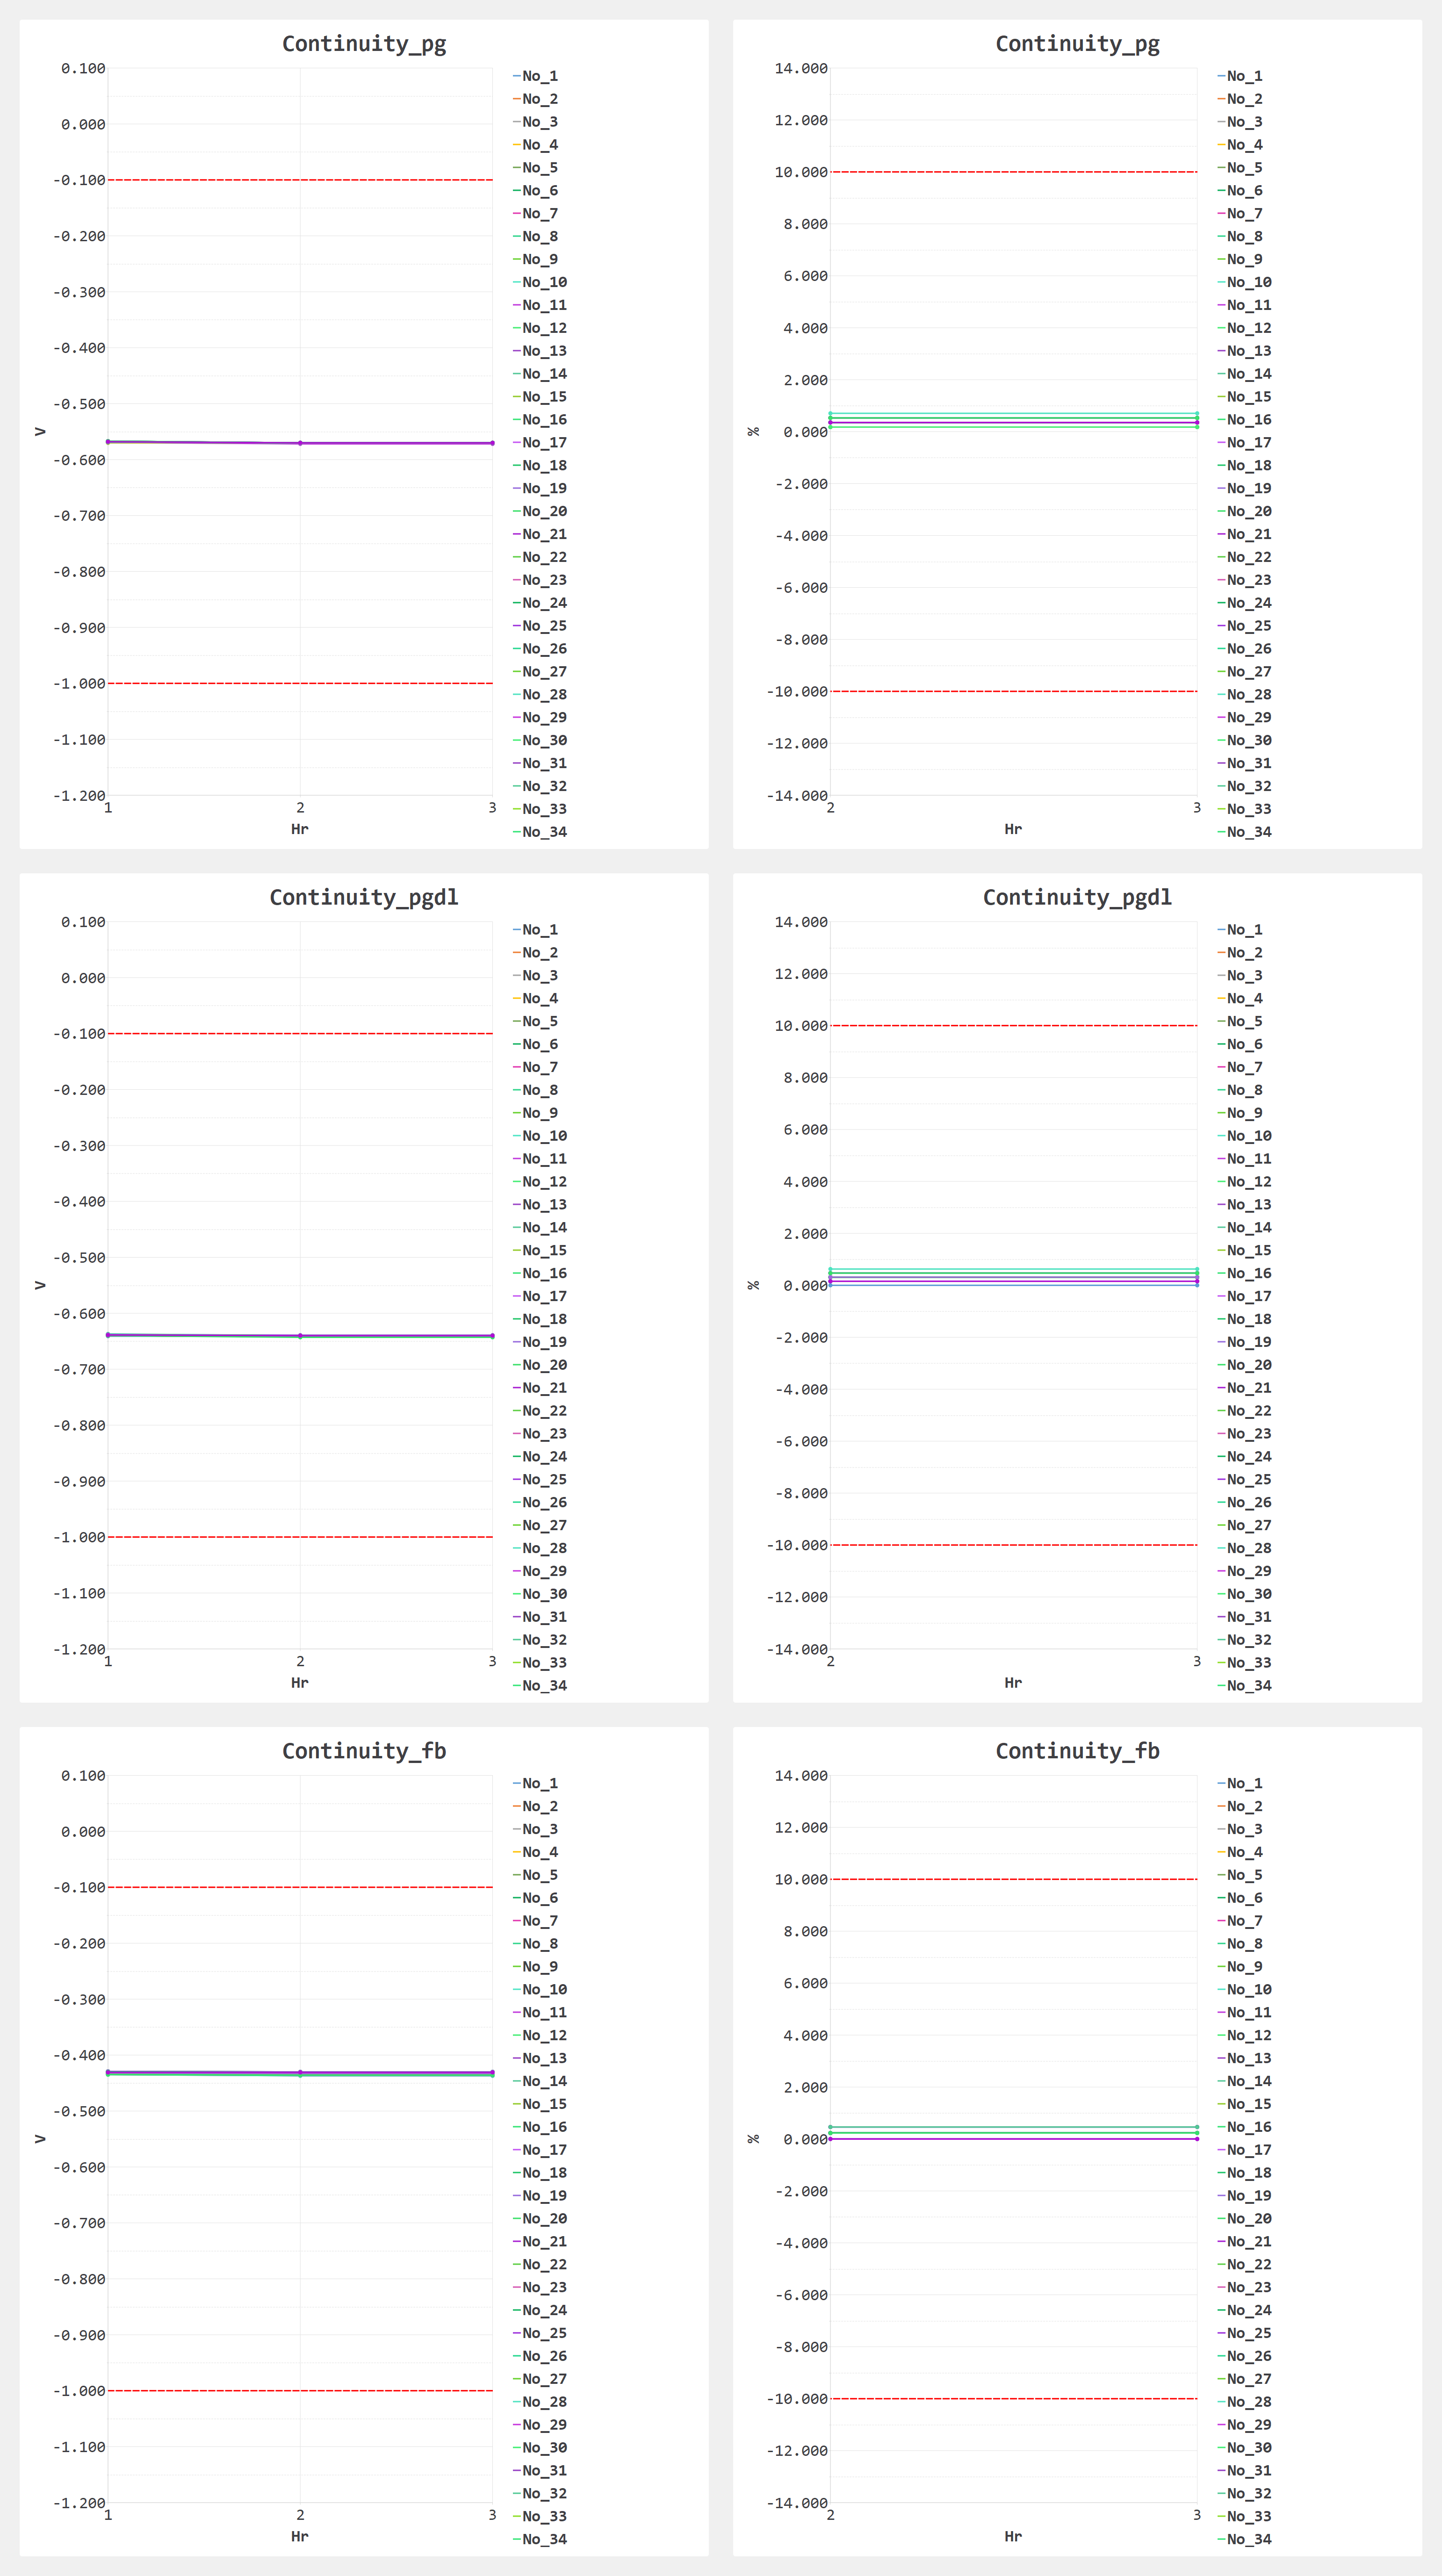 Continuity_pg
0.100
0.000
-0.100
-0.200
-0.300
-0.400
-0.500
-0.600
-0.700
-0.800
-0.900
-1.000
-1.100
-1.200
V
1
2
3
Hr
No_1
No_2
No_3
No_4
No_5
No_6
No_7
No_8
No_9
No_10
No_11
No_12
No_13
No_14
No_15
No_16
No_17
No_18
No_19
No_20
No_21
No_22
No_23
No_24
No_25
No_26
No_27
No_28
No_29
No_30
No_31
No_32
No_33
No_34
Continuity_pg
14.000
12.000
10.000
8.000
6.000
4.000
2.000
0.000
-2.000
-4.000
-6.000
-8.000
-10.000
-12.000
-14.000
%
2
3
Hr
No_1
No_2
No_3
No_4
No_5
No_6
No_7
No_8
No_9
No_10
No_11
No_12
No_13
No_14
No_15
No_16
No_17
No_18
No_19
No_20
No_21
No_22
No_23
No_24
No_25
No_26
No_27
No_28
No_29
No_30
No_31
No_32
No_33
No_34
Continuity_pgdl
0.100
0.000
-0.100
-0.200
-0.300
-0.400
-0.500
-0.600
-0.700
-0.800
-0.900
-1.000
-1.100
-1.200
V
1
2
3
Hr
No_1
No_2
No_3
No_4
No_5
No_6
No_7
No_8
No_9
No_10
No_11
No_12
No_13
No_14
No_15
No_16
No_17
No_18
No_19
No_20
No_21
No_22
No_23
No_24
No_25
No_26
No_27
No_28
No_29
No_30
No_31
No_32
No_33
No_34
Continuity_pgdl
14.000
12.000
10.000
8.000
6.000
4.000
2.000
0.000
-2.000
-4.000
-6.000
-8.000
-10.000
-12.000
-14.000
%
2
3
Hr
No_1
No_2
No_3
No_4
No_5
No_6
No_7
No_8
No_9
No_10
No_11
No_12
No_13
No_14
No_15
No_16
No_17
No_18
No_19
No_20
No_21
No_22
No_23
No_24
No_25
No_26
No_27
No_28
No_29
No_30
No_31
No_32
No_33
No_34
Continuity_fb
0.100
0.000
-0.100
-0.200
-0.300
-0.400
-0.500
-0.600
-0.700
-0.800
-0.900
-1.000
-1.100
-1.200
V
1
2
3
Hr
No_1
No_2
No_3
No_4
No_5
No_6
No_7
No_8
No_9
No_10
No_11
No_12
No_13
No_14
No_15
No_16
No_17
No_18
No_19
No_20
No_21
No_22
No_23
No_24
No_25
No_26
No_27
No_28
No_29
No_30
No_31
No_32
No_33
No_34
Continuity_fb
14.000
12.000
10.000
8.000
6.000
4.000
2.000
0.000
-2.000
-4.000
-6.000
-8.000
-10.000
-12.000
-14.000
%
2
3
Hr
No_1
No_2
No_3
No_4
No_5
No_6
No_7
No_8
No_9
No_10
No_11
No_12
No_13
No_14
No_15
No_16
No_17
No_18
No_19
No_20
No_21
No_22
No_23
No_24
No_25
No_26
No_27
No_28
No_29
No_30
No_31
No_32
No_33
No_34